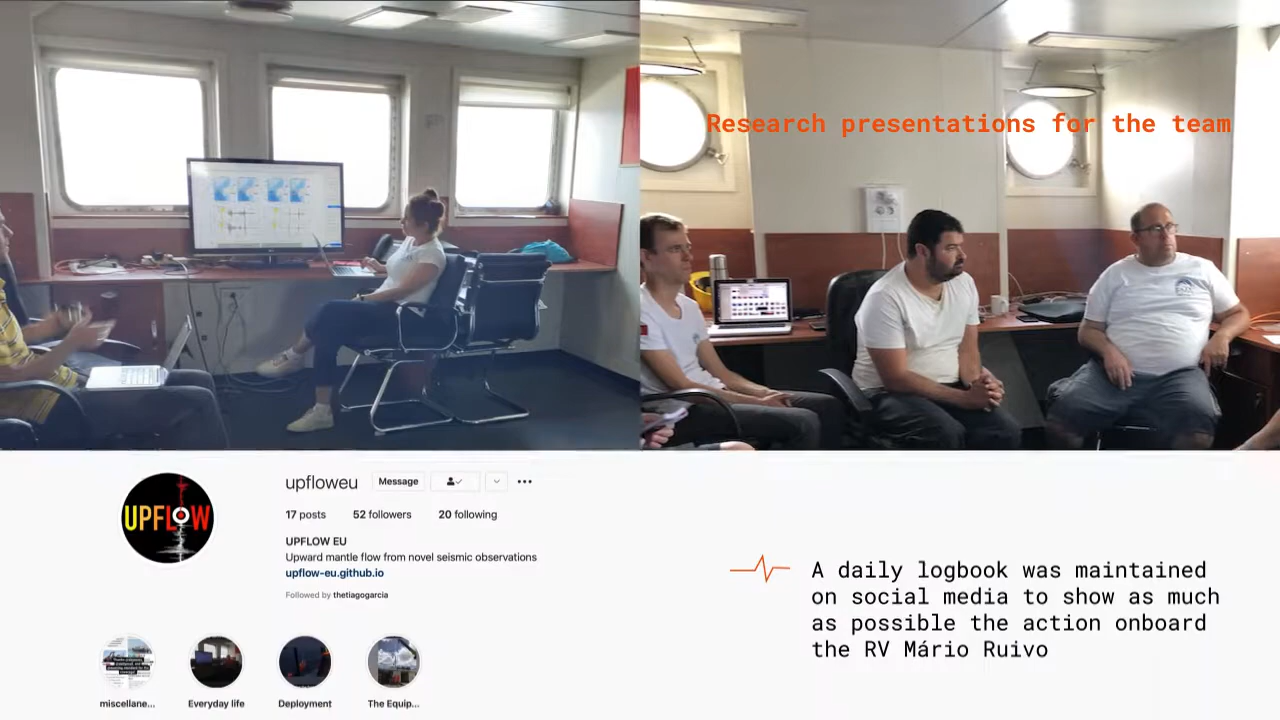 Research presentations for the team
UPFLOW
upfloweu
Message
17 posts
52 followers
20 following
UPFLOW EU
Upward mantle flow from novel seismic observations
upflow-eu.github.io
Followed by thetiagogarcia
miscellane...
Everyday life
Deployment
The Equip...
A daily logbook was maintained
on social media to show as much
as possible the action onboard
the RV Mário Ruivo